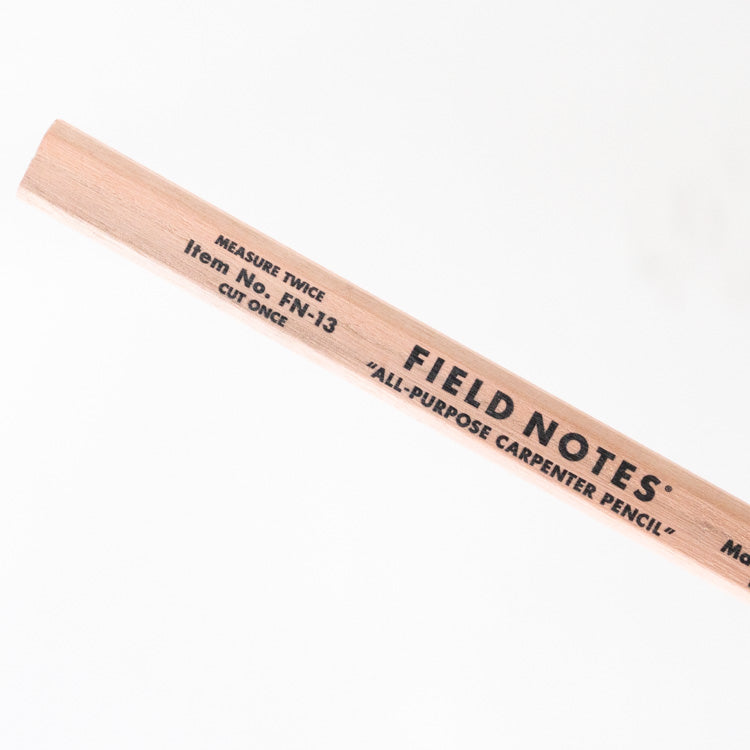 MEASURE TWICE
Item No. FN-13
CUT ONCE
FIELD NOTES®
"ALL-PURPOSE CARPENTER PENCIL"